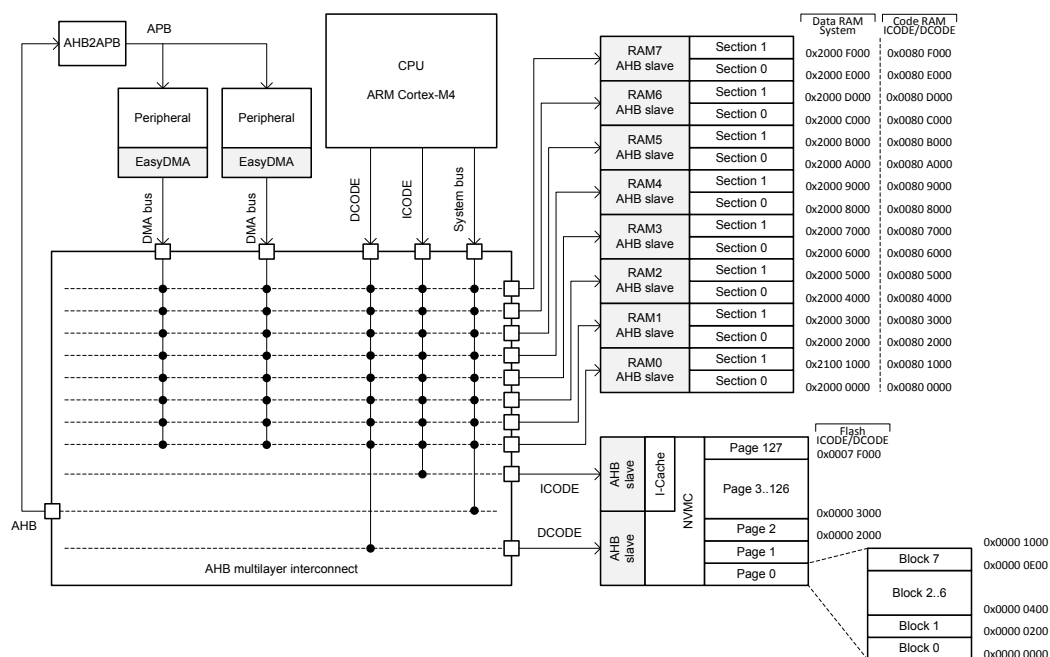 AHB2APB
APB
CPU
ARM Cortex-M4
Peripheral
EasyDMA
Peripheral
EasyDMA
DMA bus
DMA bus
DCODE
ICODE
System bus
AHB
AHB multilayer interconnect
ICODE
DCODE
Data RAM
System
Code RAM
ICODE/DCODE
RAM7
AHB slave
Section 1
0x2000 F000
0x0080 F000
Section 0
0x2000 E000
0x0080 E000
RAM6
AHB slave
Section 1
0x2000 D000
0x0080 D000
Section 0
0x2000 C000
0x0080 C000
RAM5
AHB slave
Section 1
0x2000 B000
0x0080 B000
Section 0
0x2000 A000
0x0080 A000
RAM4
AHB slave
Section 1
0x2000 9000
0x0080 9000
Section 0
0x2000 8000
0x0080 8000
RAM3
AHB slave
Section 1
0x2000 7000
0x0080 7000
Section 0
0x2000 6000
0x0080 6000
RAM2
AHB slave
Section 1
0x2000 5000
0x0080 5000
Section 0
0x2000 4000
0x0080 4000
RAM1
AHB slave
Section 1
0x2000 3000
0x0080 3000
Section 0
0x2000 2000
0x0080 2000
RAM0
AHB slave
Section 1
0x2100 1000
0x0080 1000
Section 0
0x2000 0000
0x0080 0000
Flash
ICODE/DCODE
AHB
slave
I-Cache
AHB
slave
NVMC
Page 127
0x0007 F000
Page 3..126
0x0000 3000
Page 2
0x0000 2000
Page 1
Page 0
0x0000 1000
Block 7
0x0000 0E00
Block 2..6
0x0000 0400
Block 1
0x0000 0200
Block 0
0x0000 0000